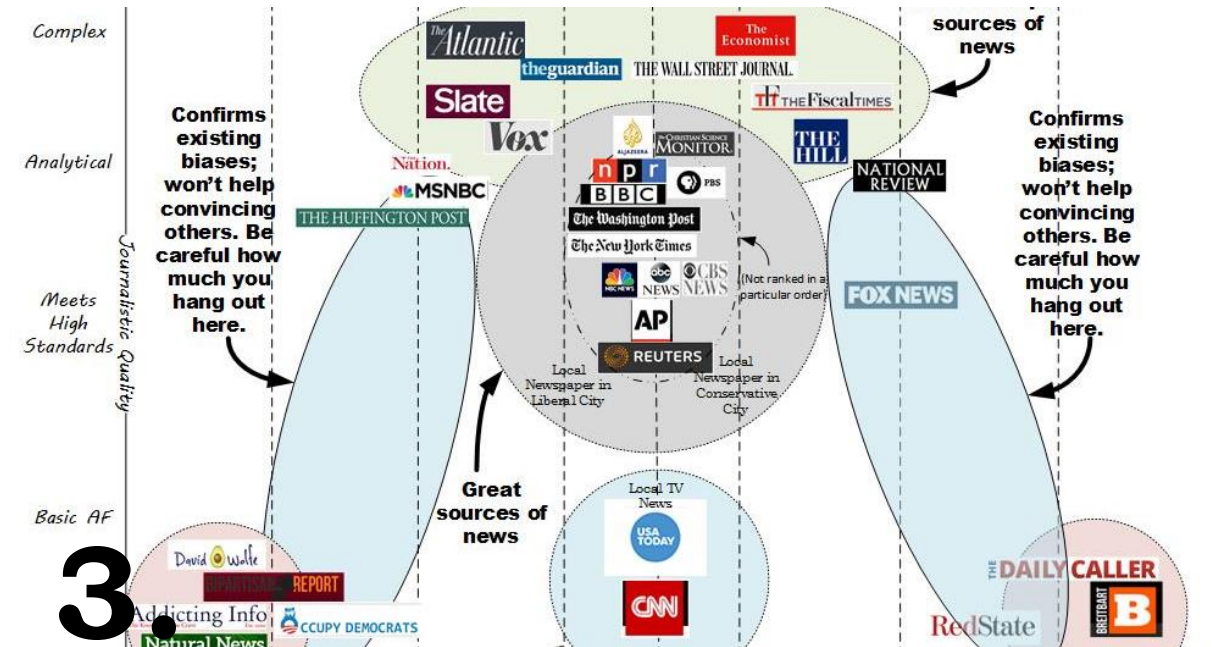 Complex
The
Atlantic
theguardian
The
Economist
THE WALL STREET JOURNAL.
sources of
news
Slate
Vox
THE FISCAL TIMES
THE
HILL
Confirms
existing
biases;
won't help
convincing
others. Be
careful how
much you
hang out
here.
Analytical
The Nation.
MSNBC
THE HUFFINGTON POST
ALJAZEERA
The CHRISTIAN SCIENCE
MONITOR
npr
BBC
PBS
The Washington Post
The New York Times
NBC NEWS
abc
NEWS
CBS
NEWS
(Not ranked in a
particular order)
AP
REUTERS
Local
Newspaper in
Liberal City
Local
Newspaper in
Conservative
City
NATIONAL
REVIEW
FOX NEWS
Confirms
existing
biases;
won't help
convincing
others. Be
careful how
much you
hang out
here.
Journalistic Quality
Meets
High
Standards
Great
sources of
news
Basic AF
Local TV
News
USA
TODAY
CNN
David Wolfe
BIPARTISAN REPORT
Addicting Info
OCCUPY DEMOCRATS
Natural News
3.
THE DAILY CALLER
BREITBART
B
RedState